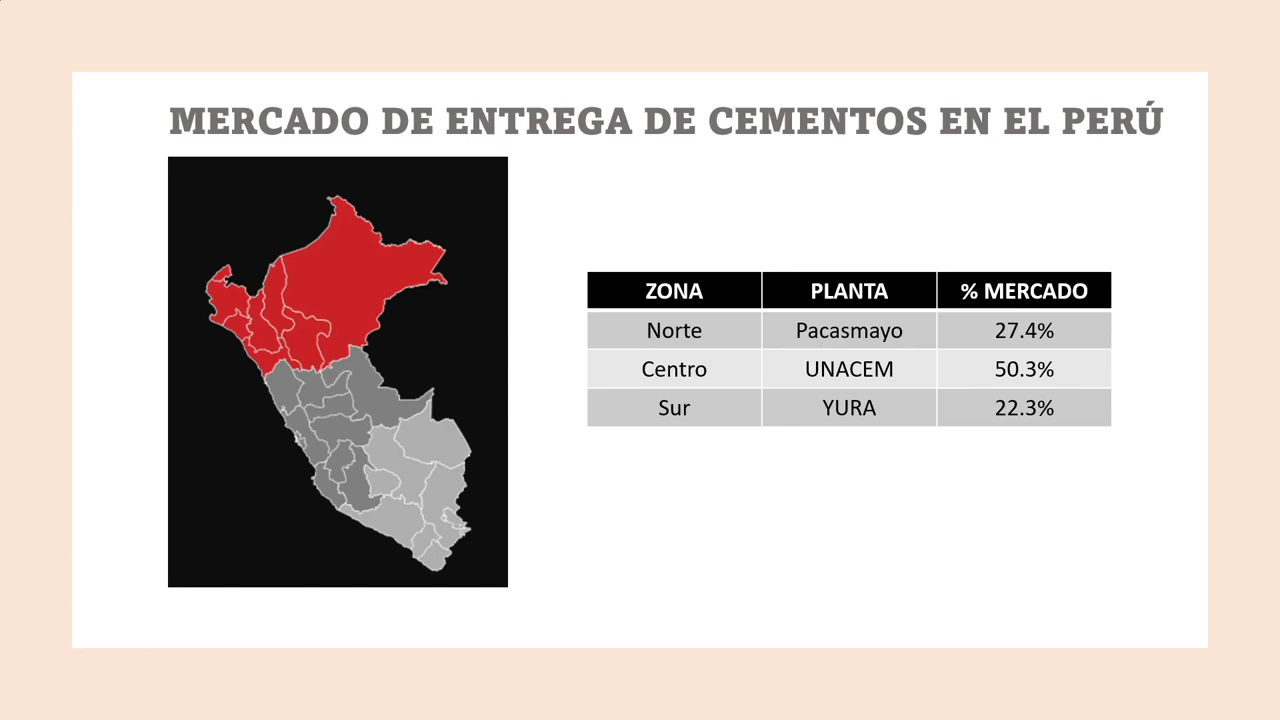 MERCADO DE ENTREGA DE CEMENTOS EN EL PERÚ
ZONA PLANTA % MERCADO
Norte Pacasmayo 27.4%
Centro UNACEM 50.3%
Sur YURA 22.3%